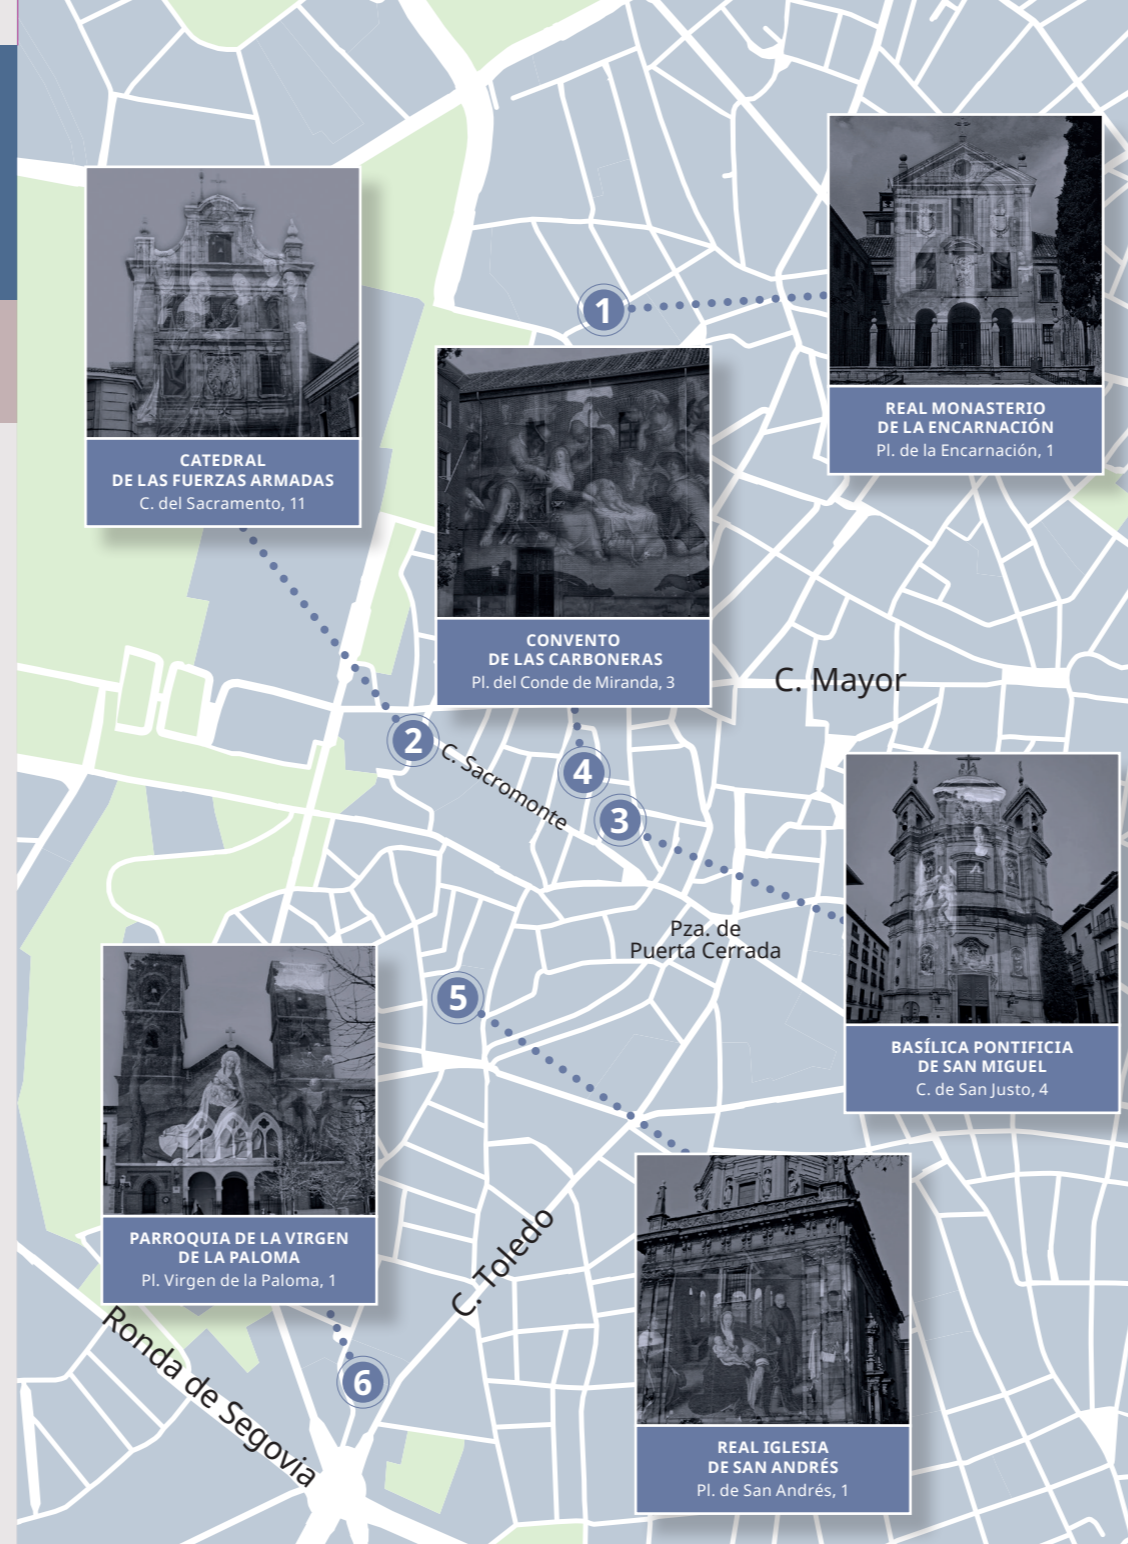 1
REAL MONASTERIO
DE LA ENCARNACIÓN
Pl. de la Encarnación, 1
CATEDRAL
DE LAS FUERZAS ARMADAS
C. del Sacramento, 11
CONVENTO
DE LAS CARBONERAS
Pl. del Conde de Miranda, 3
C. Mayor
2
C. Sacromonte
4
3
BASÍLICA PONTIFICIA
DE SAN MIGUEL
C. de San Justo, 4
Pza. de
Puerta Cerrada
5
PARROQUIA DE LA VIRGEN
DE LA PALOMA
Pl. Virgen de la Paloma, 1
C. Toledo
Ronda de Segovia
6
REAL IGLESIA
DE SAN ANDRÉS
Pl. de San Andrés, 1